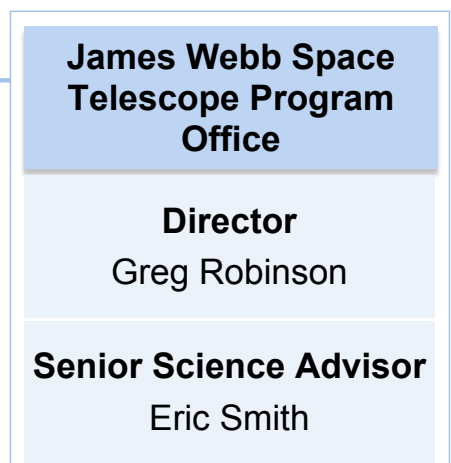 James Webb Space
Telescope Program
Office
Director
Greg Robinson
Senior Science Advisor
Eric Smith